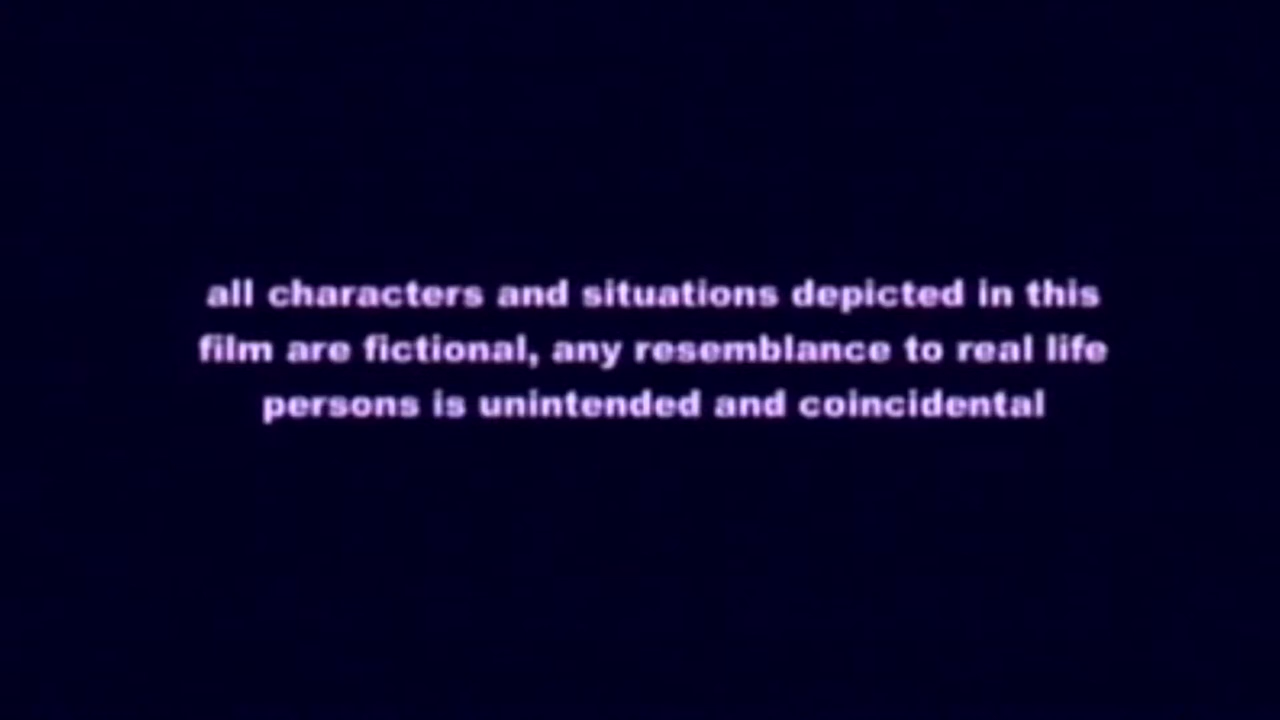 all characters and situations depicted in this
film are fictional, any resemblance to real life
persons is unintended and coincidental